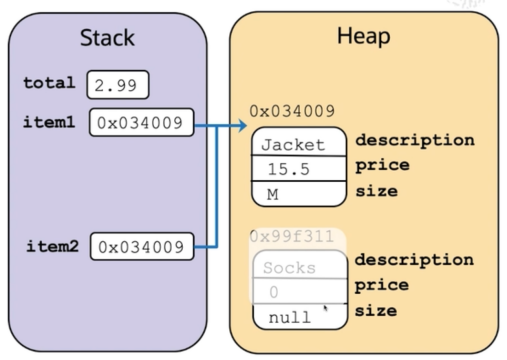 Stack
total 2.99
item1 0x034009
item2 0x034009
Heap
0x034009
Jacket description
15.5 price
M size
0x99f311
Socks description
0 price
null size